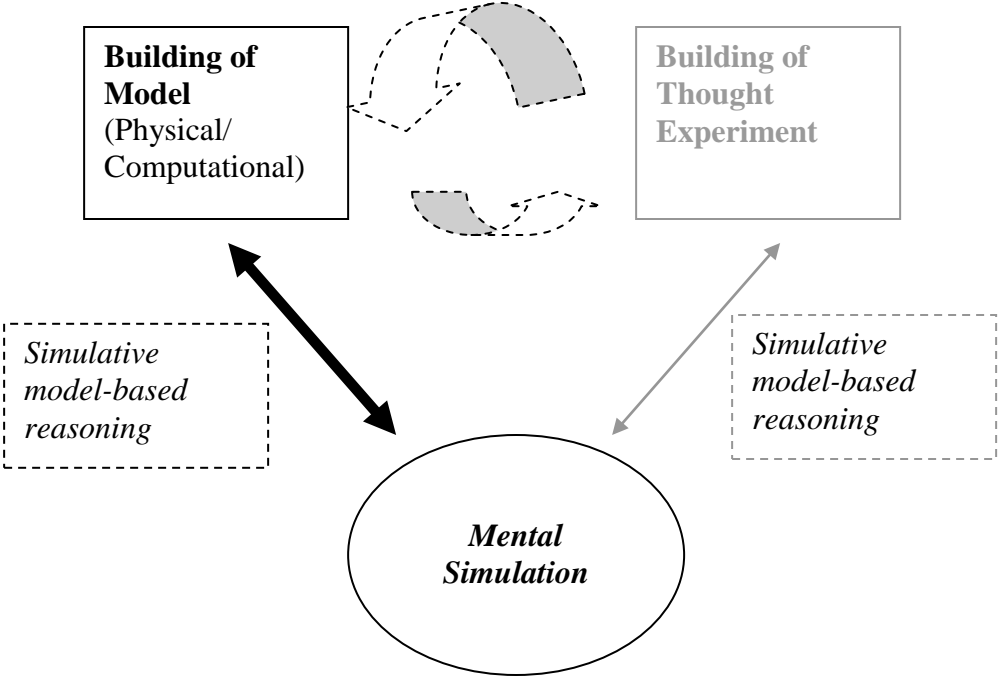 Building of
Model
(Physical/
Computational)
Building of
Thought
Experiment
Simulative
model-based
reasoning
Simulative
model-based
reasoning
Mental
Simulation